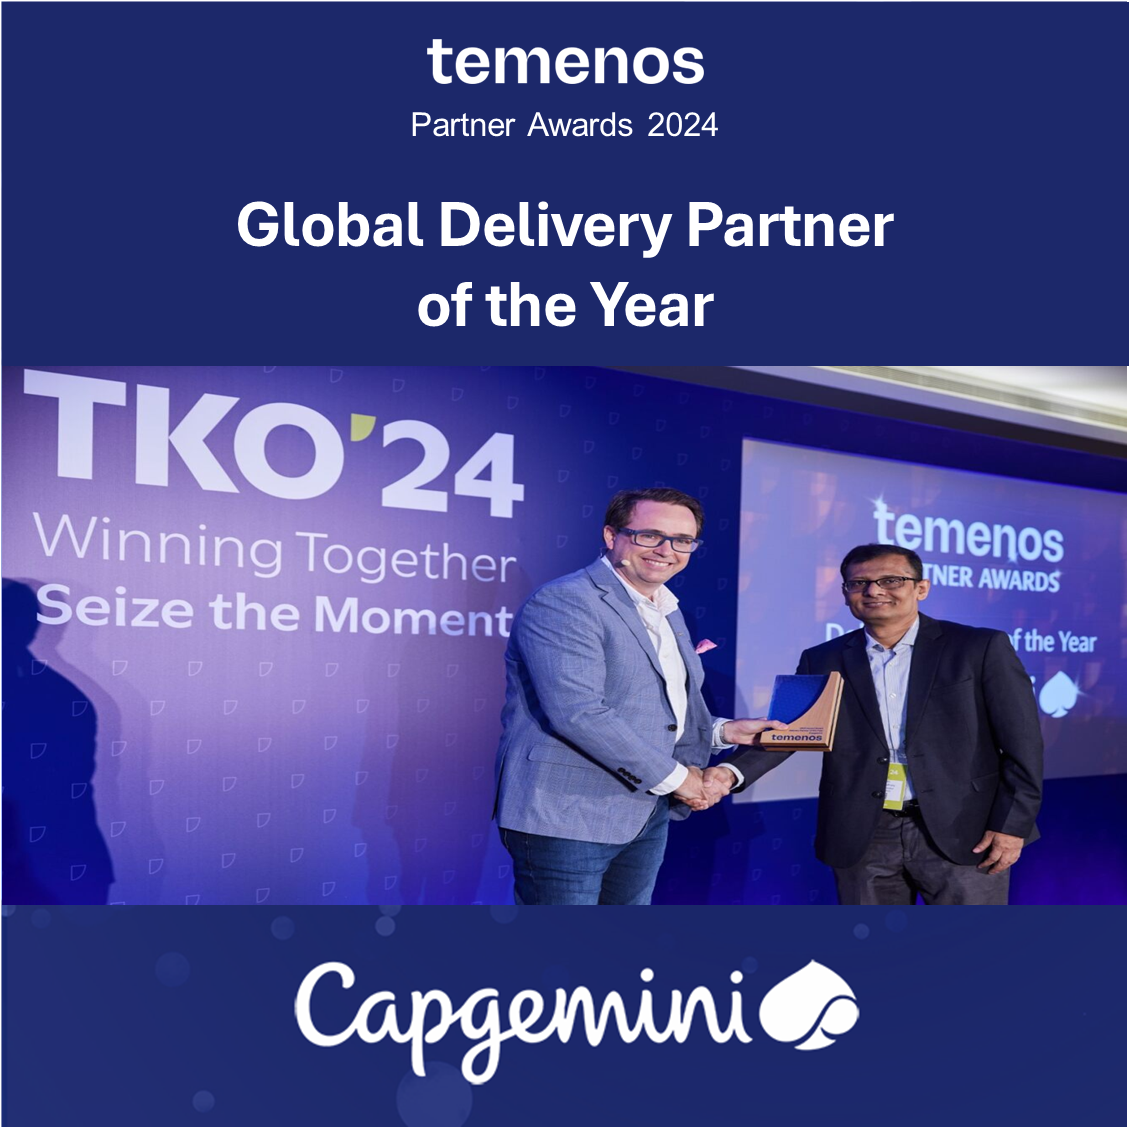 temenos
Partner Awards 2024
Global Delivery Partner
of the Year
TKO'24
Winning Together
Seize the Moment
temenos
AWARDS
of the Year
temenos
Capgemini